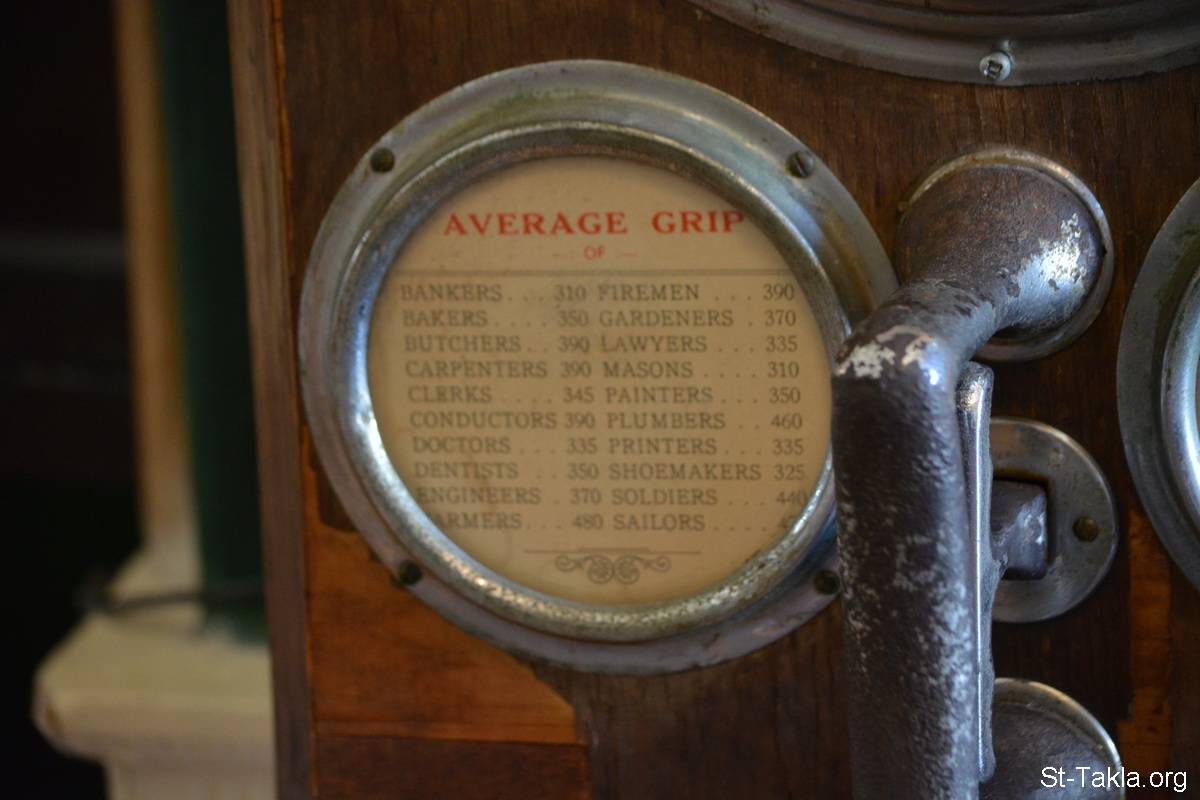 AVERAGE GRIP
— OF —
BANKERS . . . 310 FIREMEN . . . 390
BAKERS . . . . 350 GARDENERS . 370
BUTCHERS . . 390 LAWYERS . . . 335
CARPENTERS 390 MASONS . . . . 310
CLERKS . . . . 345 PAINTERS . . . 350
CONDUCTORS 390 PLUMBERS . . 460
DOCTORS . . . 335 PRINTERS . . . 335
DENTISTS . . . 350 SHOEMAKERS 325
ENGINEERS . 370 SOLDIERS . . . 440
ARMERS . . . 480 SAILORS . . . .
St-Takla.org